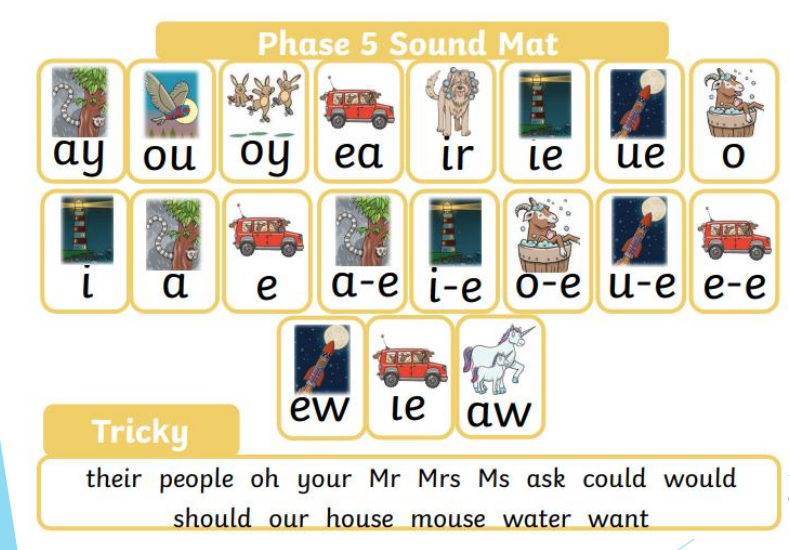 Phase 5 Sound Mat
ay ou oy ea ir ie ue o
i a e a-e i-e o-e u-e e-e
ew ie aw
Tricky
their people oh your Mr Mrs Ms ask could would
should our house mouse water want